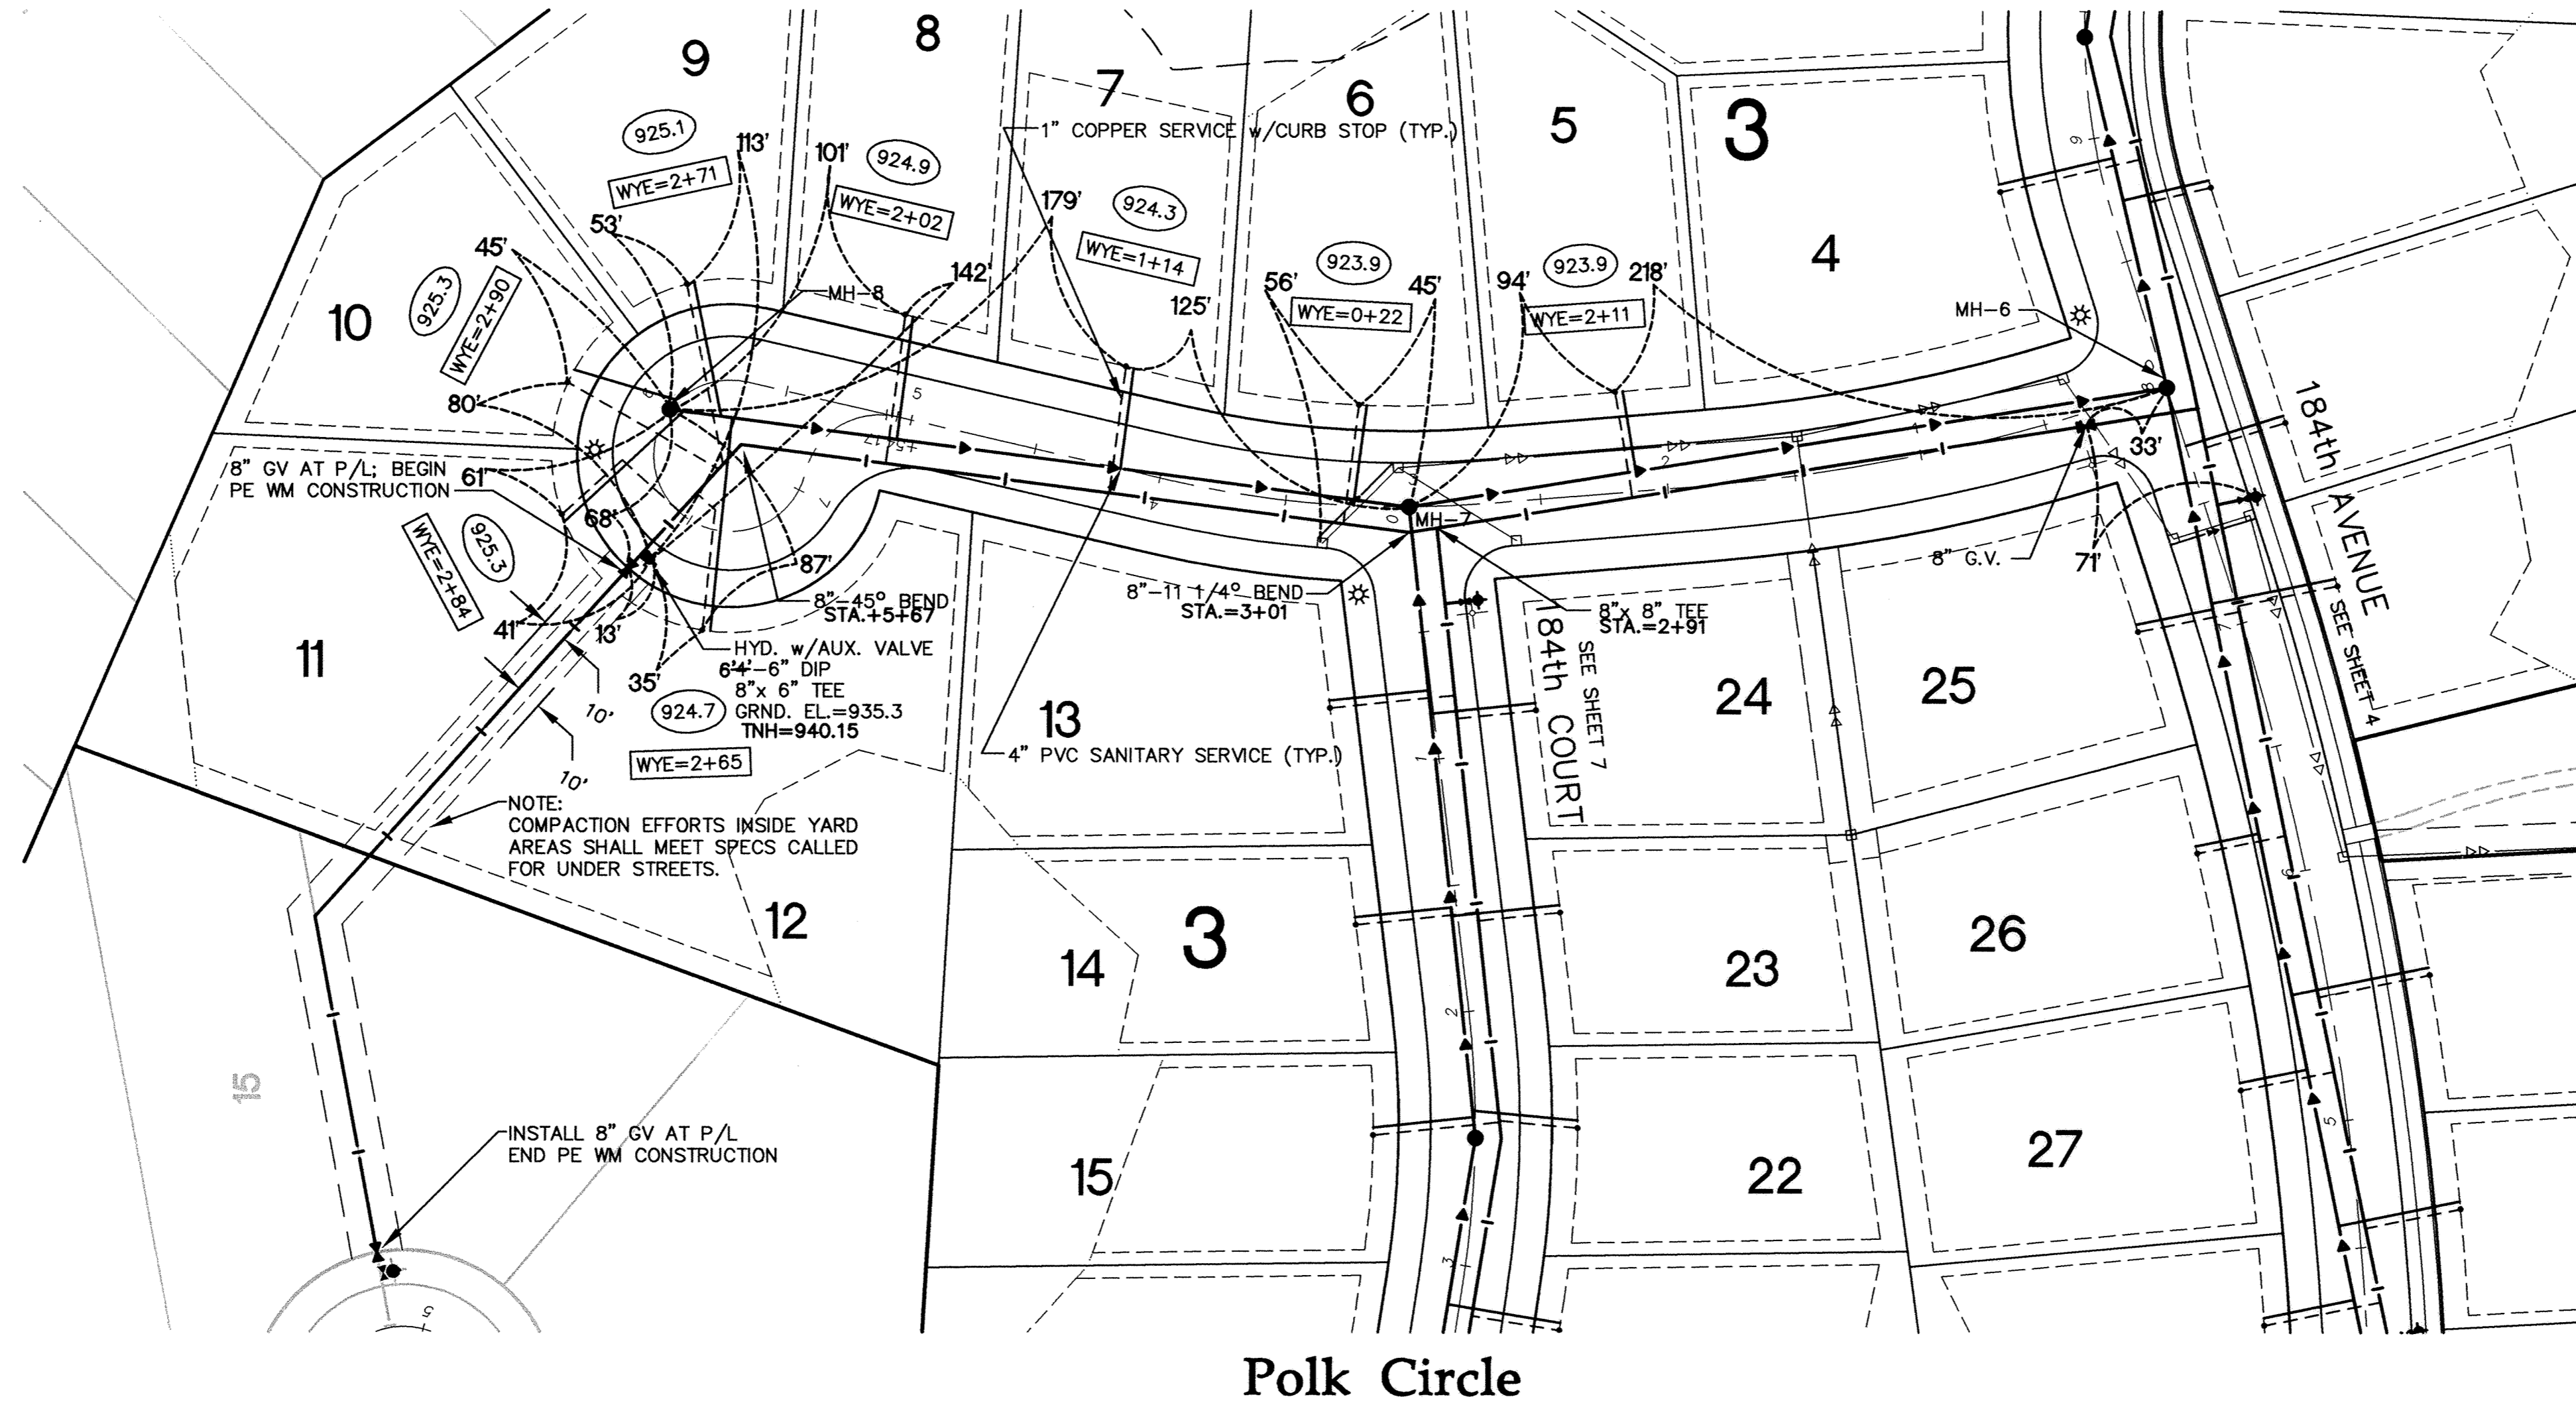 9
8
7
6
5
3
4
925.1
WYE=2+71
113'
101'
924.9
WYE=2+02
1" COPPER SERVICE w/CURB STOP (TYP.)
179'
924.3
WYE=1+14
125'
53'
45'
925.3
WYE=2+90
10
MH-8
142'
56'
923.9
WYE=0+22
45'
94'
923.9
WYE=2+11
218'
MH-6
184th AVENUE
SEE SHEET 4
80'
8" GV AT P/L; BEGIN
PE WM CONSTRUCTION
61'
68'
925.3
WYE=2+84
41'
13'
35'
87'
8"-45° BEND
STA.+5+67
MH-7
33'
71'
8" G.V.
8"-11 1/4° BEND
STA.=3+01
8"x 8" TEE
STA.=2+91
HYD. w/AUX. VALVE
6'4'-6" DIP
8"x 6" TEE
GRND. EL.=935.3
TNH=940.15
924.7
WYE=2+65
11
10'
10'
13
4" PVC SANITARY SERVICE (TYP.)
184th COURT
SEE SHEET 7
24
25
NOTE:
COMPACTION EFFORTS INSIDE YARD
AREAS SHALL MEET SPECS CALLED
FOR UNDER STREETS.
12
14
3
23
26
15
INSTALL 8" GV AT P/L
END PE WM CONSTRUCTION
15
22
27
5
Polk Circle